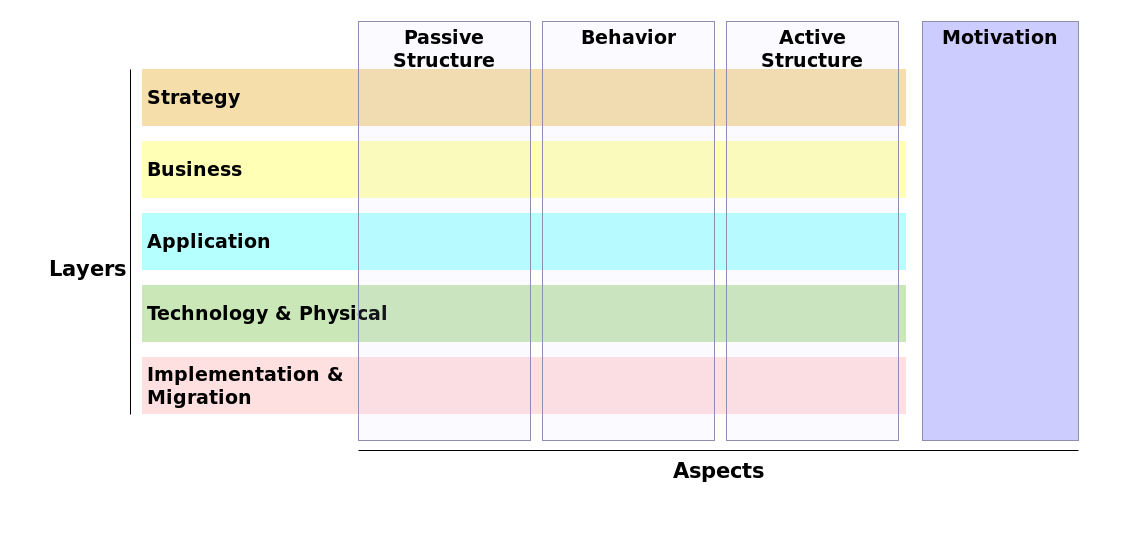 Passive
Structure
Behavior
Active
Structure
Motivation
Strategy
Business
Application
Layers
Technology & Physical
Implementation &
Migration
Aspects